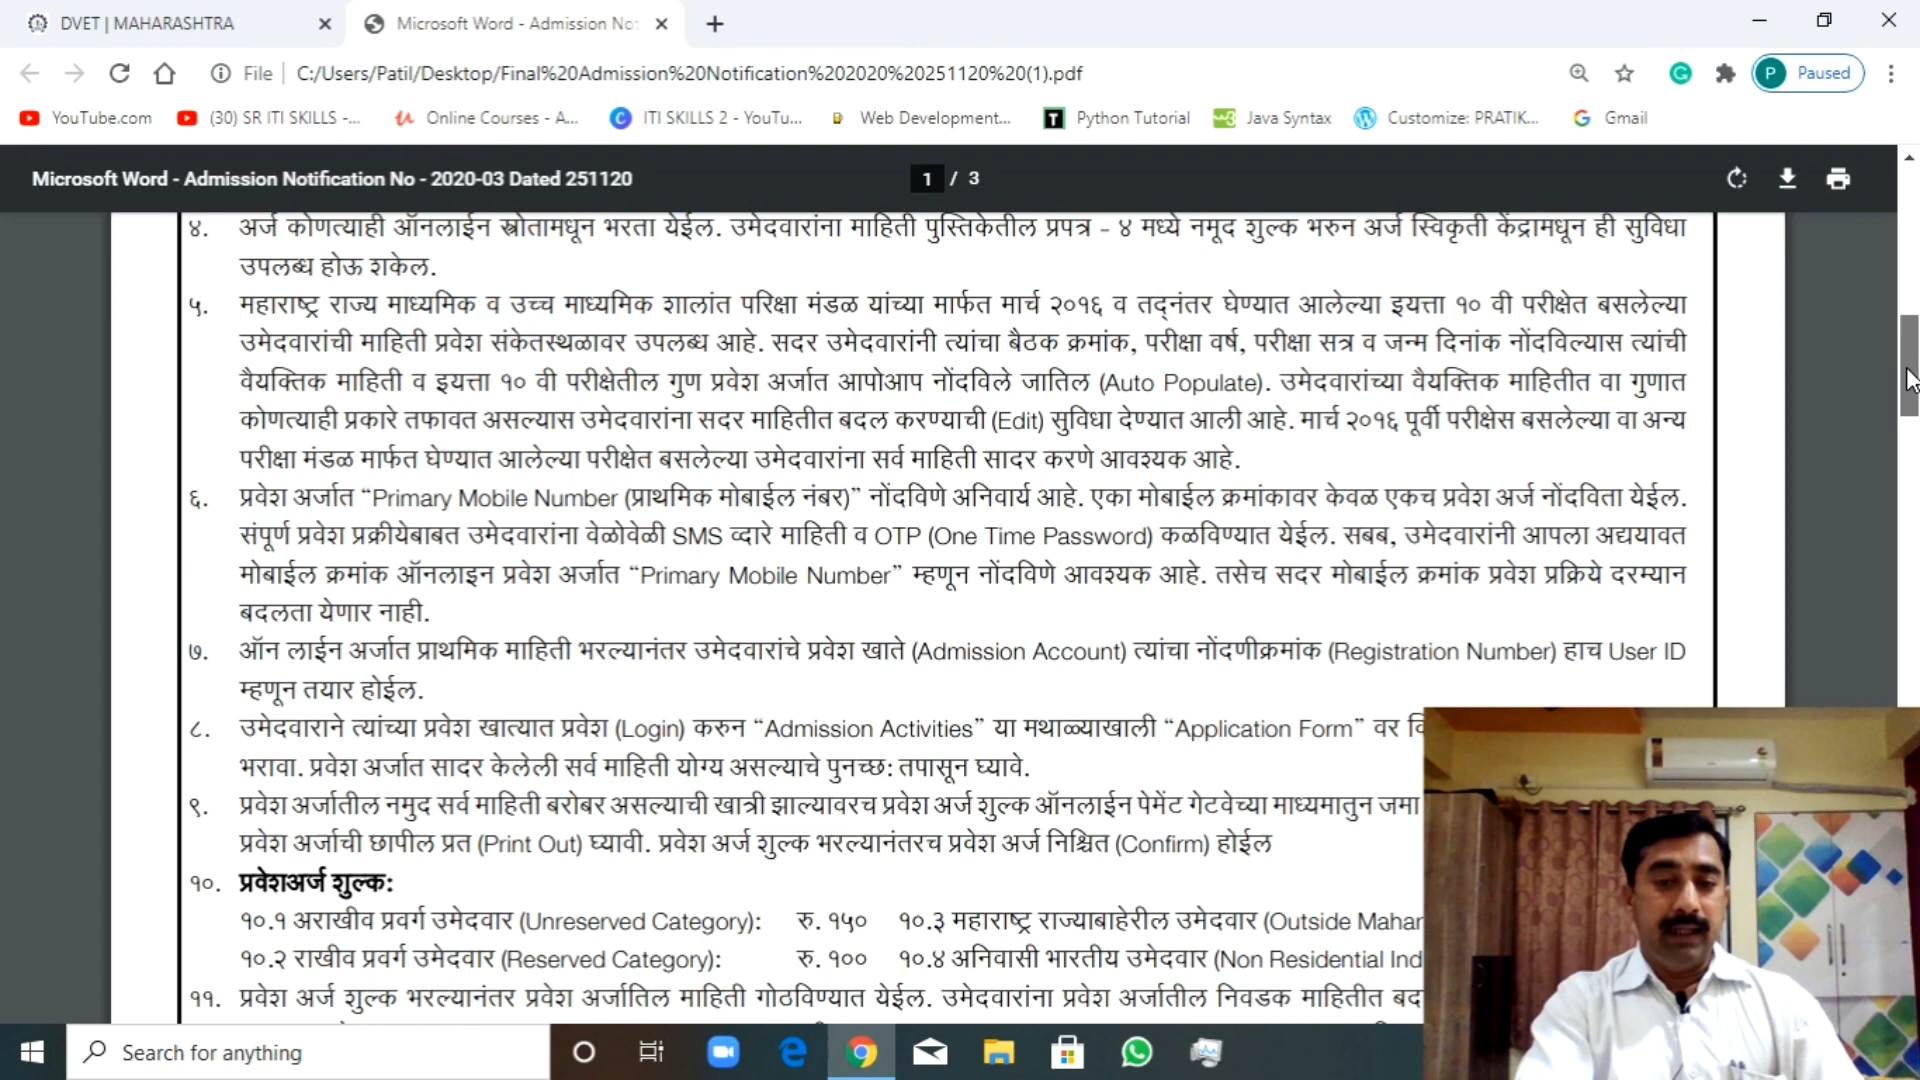 DVET | MAHARASHTRA
Microsoft Word - Admission Not
File
C:/Users/Patil/Desktop/Final%20Admission%20Notification%202020%20251120%20(1).pdf
P Paused
YouTube.com
(30) SR ITI SKILLS -...
Online Courses - A...
ITI SKILLS 2 - YouTu...
Web Development...
Python Tutorial
Java Syntax
Customize: PRATIK...
Gmail
Microsoft Word - Admission Notification No - 2020-03 Dated 251120
1 / 3
४. अर्ज कोणत्याही ऑनलाईन स्त्रोतामधून भरता येईल. उमेदवारांना माहिती पुस्तिकेतील प्रपत्र - ४ मध्ये नमूद शुल्क भरुन अर्ज स्विकृती केंद्रामधून ही सुविधा
उपलब्ध होऊ शकेल.
५. महाराष्ट्र राज्य माध्यमिक व उच्च माध्यमिक शालांत परिक्षा मंडळ यांच्या मार्फत मार्च २०१६ व तद्नंतर घेण्यात आलेल्या इयत्ता १० वी परीक्षेत बसलेल्या
उमेदवारांची माहिती प्रवेश संकेतस्थळावर उपलब्ध आहे. सदर उमेदवारांनी त्यांचा बैठक क्रमांक, परीक्षा वर्ष, परीक्षा सत्र व जन्म दिनांक नोंदविल्यास त्यांची
वैयक्तिक माहिती व इयत्ता १० वी परीक्षेतील गुण प्रवेश अर्जात आपोआप नोंदविले जातिल (Auto Populate). उमेदवारांच्या वैयक्तिक माहितीत वा गुणात
कोणत्याही प्रकारे तफावत असल्यास उमेदवारांना सदर माहितीत बदल करण्याची (Edit) सुविधा देण्यात आली आहे. मार्च २०१६ पूर्वी परीक्षेस बसलेल्या वा अन्य
परीक्षा मंडळ मार्फत घेण्यात आलेल्या परीक्षेत बसलेल्या उमेदवारांना सर्व माहिती सादर करणे आवश्यक आहे.
६. प्रवेश अर्जात “Primary Mobile Number (प्राथमिक मोबाईल नंबर)” नोंदविणे अनिवार्य आहे. एका मोबाईल क्रमांकावर केवळ एकच प्रवेश अर्ज नोंदविता येईल.
संपूर्ण प्रवेश प्रक्रीयेबाबत उमेदवारांना वेळोवेळी SMS व्दारे माहिती व OTP (One Time Password) कळविण्यात येईल. सबब, उमेदवारांनी आपला अद्ययावत
मोबाईल क्रमांक ऑनलाइन प्रवेश अर्जात “Primary Mobile Number” म्हणून नोंदविणे आवश्यक आहे. तसेच सदर मोबाईल क्रमांक प्रवेश प्रक्रिये दरम्यान
बदलता येणार नाही.
७. ऑन लाईन अर्जात प्राथमिक माहिती भरल्यानंतर उमेदवारांचे प्रवेश खाते (Admission Account) त्यांचा नोंदणीक्रमांक (Registration Number) हाच User ID
म्हणून तयार होईल.
८. उमेदवाराने त्यांच्या प्रवेश खात्यात प्रवेश (Login) करुन “Admission Activities” या मथाळ्याखाली “Application Form” वर
भरावा. प्रवेश अर्जात सादर केलेली सर्व माहिती योग्य असल्याचे पुनच्छ: तपासून घ्यावे.
९. प्रवेश अर्जातील नमुद सर्व माहिती बरोबर असल्याची खात्री झाल्यावरच प्रवेश अर्ज शुल्क ऑनलाईन पेमेंट गेटवेच्या माध्यमातुन जमा
प्रवेश अर्जाची छापील प्रत (Print Out) घ्यावी. प्रवेश अर्ज शुल्क भरल्यानंतरच प्रवेश अर्ज निश्चित (Confirm) होईल
१०. प्रवेशअर्ज शुल्क:
१०.१ अराखीव प्रवर्ग उमेदवार (Unreserved Category): रु. १५० १०.३ महाराष्ट्र राज्याबाहेरील उमेदवार (Outside Mahar
१०.२ राखीव प्रवर्ग उमेदवार (Reserved Category): रु. १०० १०.४ अनिवासी भारतीय उमेदवार (Non Residential Ind
११. प्रवेश अर्ज शुल्क भरल्यानंतर प्रवेश अर्जातिल माहिती गोठविण्यात येईल. उमेदवारांना प्रवेश अर्जातील निवडक माहितीत
Search for anything